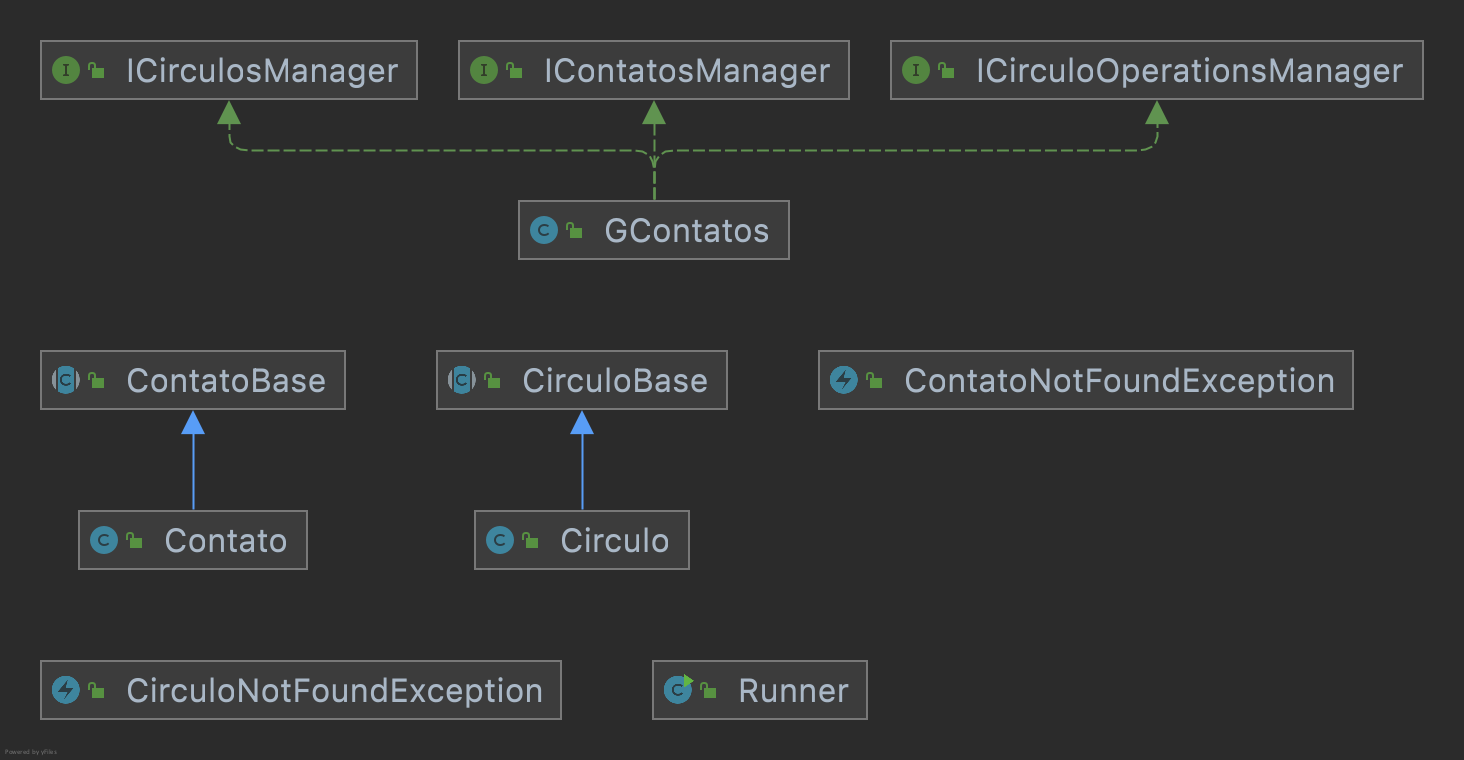 ICirculosManager
IContatosManager
ICirculoOperationsManager
GContatos
ContatoBase
CirculoBase
ContatoNotFoundException
Contato
Circulo
CirculoNotFoundException
Runner
Powered by yFiles